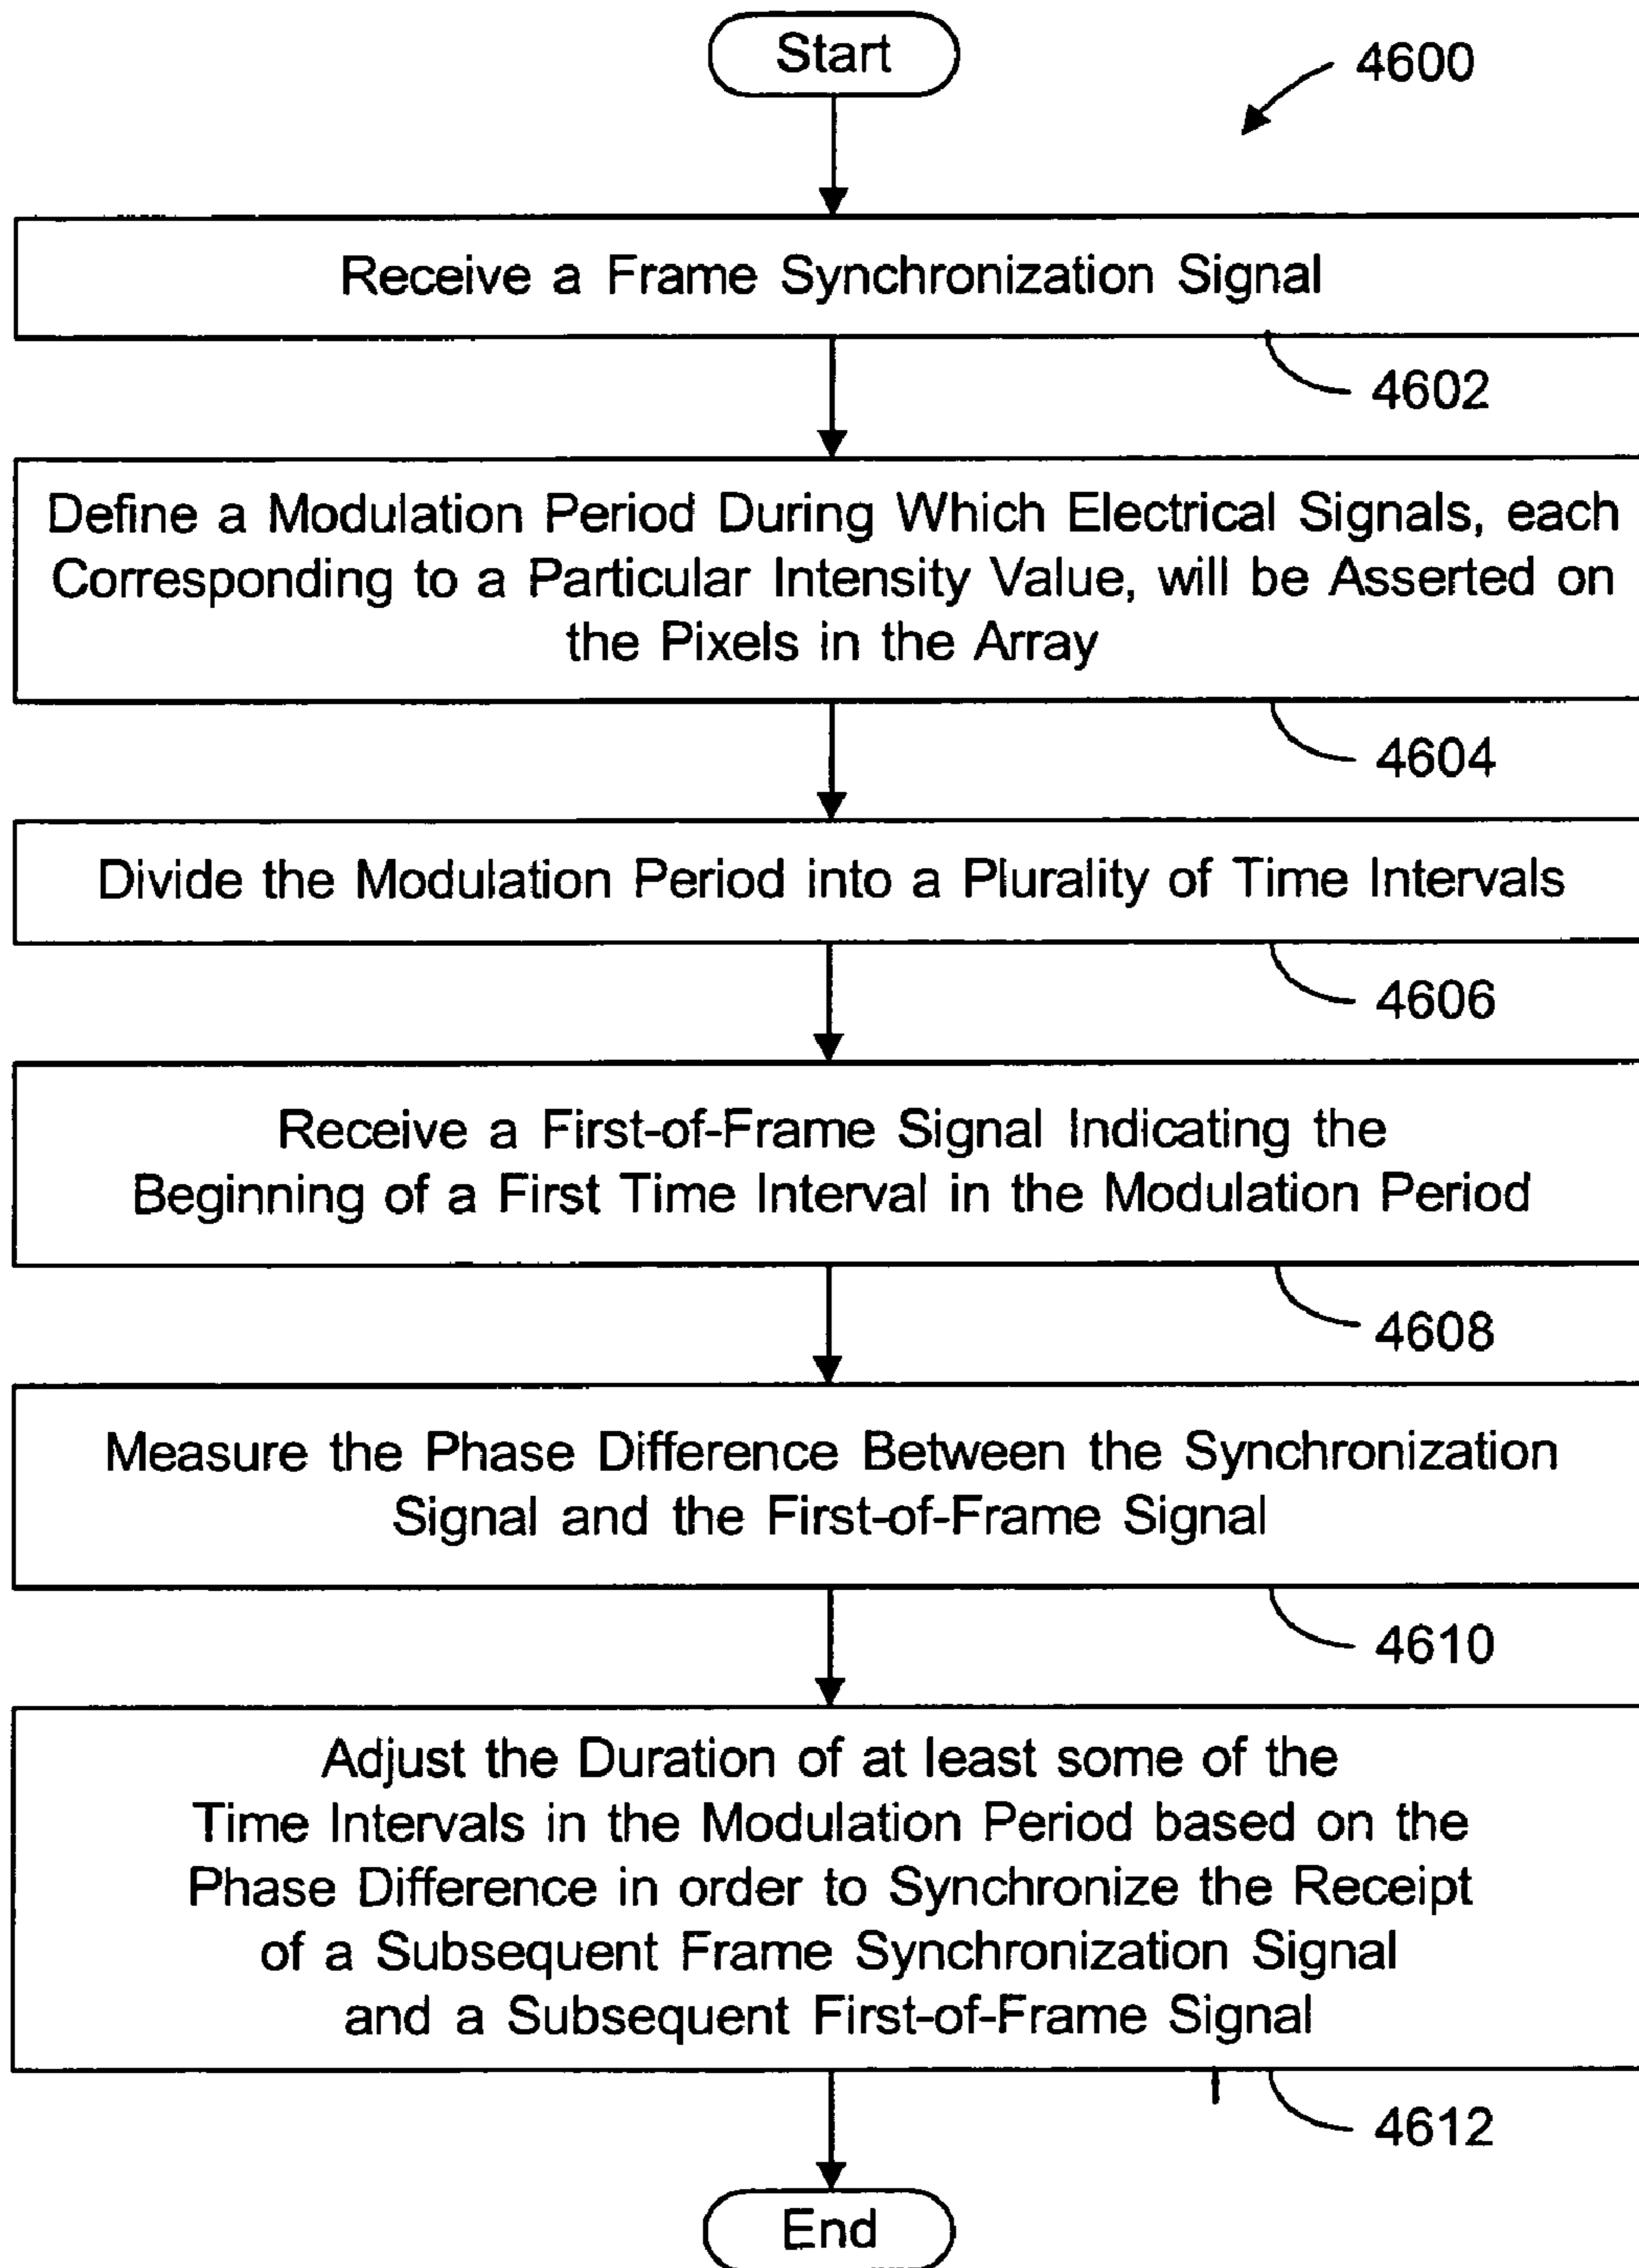 Start
4600
Receive a Frame Synchronization Signal
4602
Define a Modulation Period During Which Electrical Signals, each
Corresponding to a Particular Intensity Value, will be Asserted on
the Pixels in the Array
4604
Divide the Modulation Period into a Plurality of Time Intervals
4606
Receive a First-of-Frame Signal Indicating the
Beginning of a First Time Interval in the Modulation Period
4608
Measure the Phase Difference Between the Synchronization
Signal and the First-of-Frame Signal
4610
Adjust the Duration of at least some of the
Time Intervals in the Modulation Period based on the
Phase Difference in order to Synchronize the Receipt
of a Subsequent Frame Synchronization Signal
and a Subsequent First-of-Frame Signal
4612
End